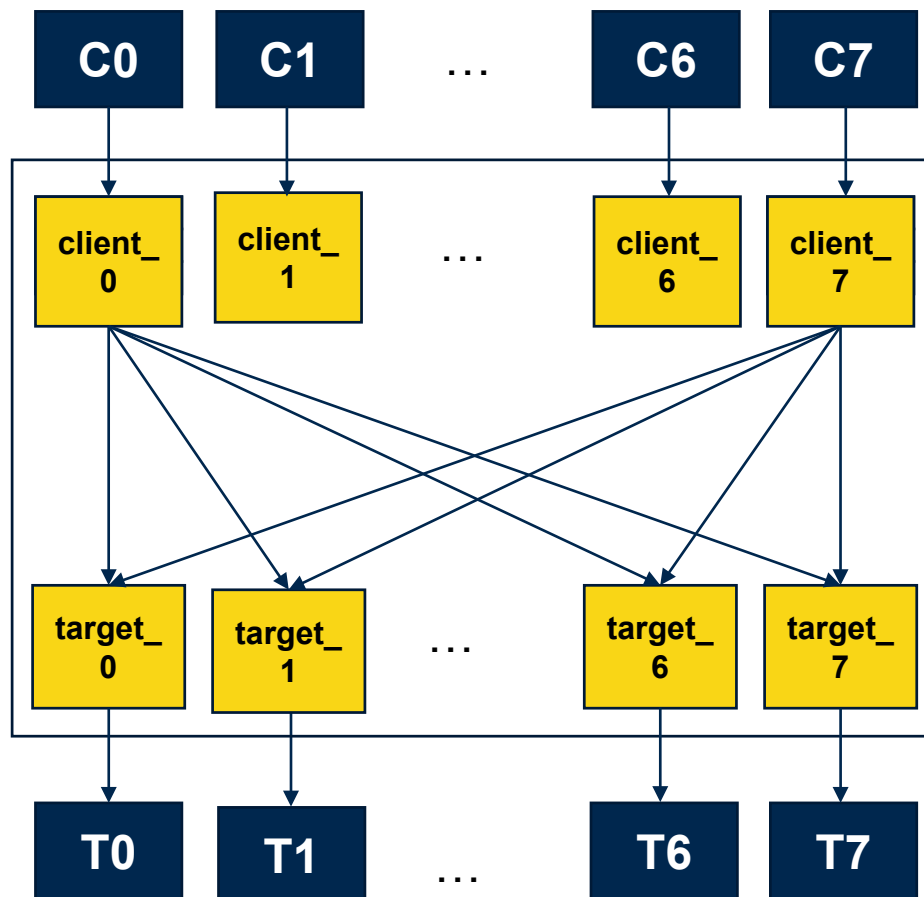 C0 C1 ... C6 C7
client_ client_ ... client_ client_
0 1 6 7
target_ target_ ... target_ target_
0 1 6 7
T0 T1 ... T6 T7